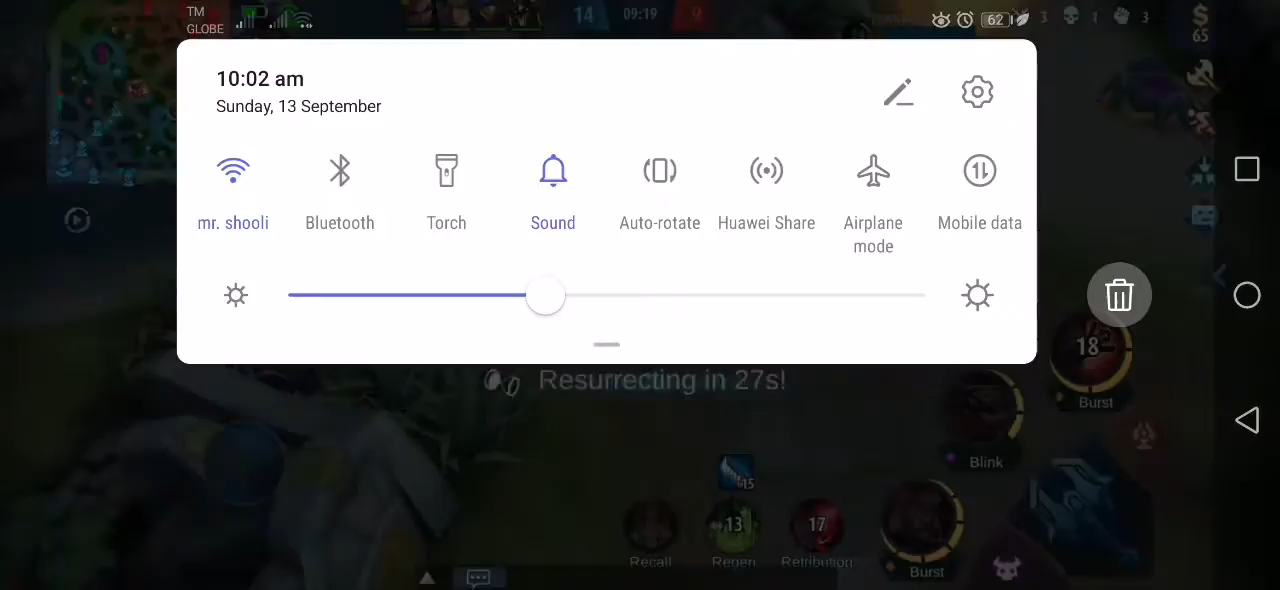 TM
GLOBE
14 09:19 9
62 3 1 3
65
10:02 am
Sunday, 13 September
mr. shooli Bluetooth Torch Sound Auto-rotate Huawei Share Airplane mode Mobile data
Resurrecting in 27s!
18
Burst
Blink
15
13 17
Recall Regen Retribution Burst